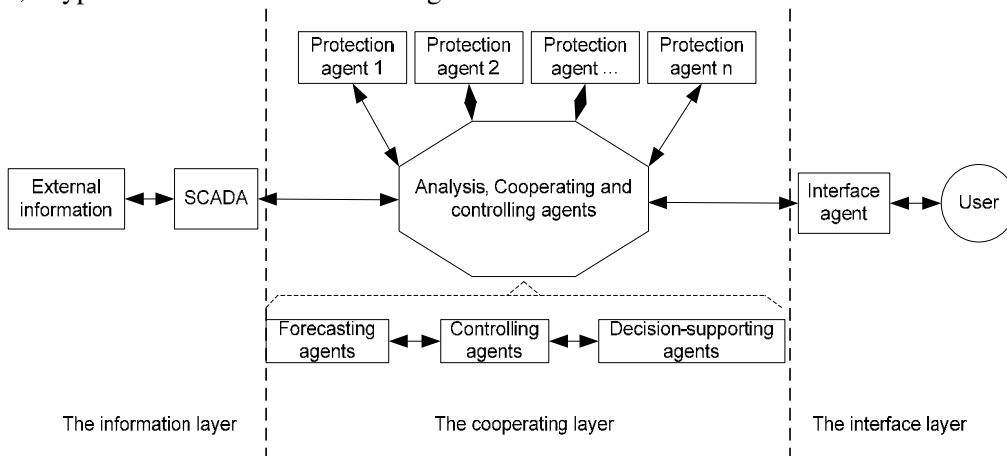 Protection
agent 1
Protection
agent 2
Protection
agent ...
Protection
agent n
External
information
SCADA
Analysis, Cooperating and
controlling agents
Interface
agent
User
Forecasting
agents
Controlling
agents
Decision-supporting
agents
The information layer
The cooperating layer
The interface layer